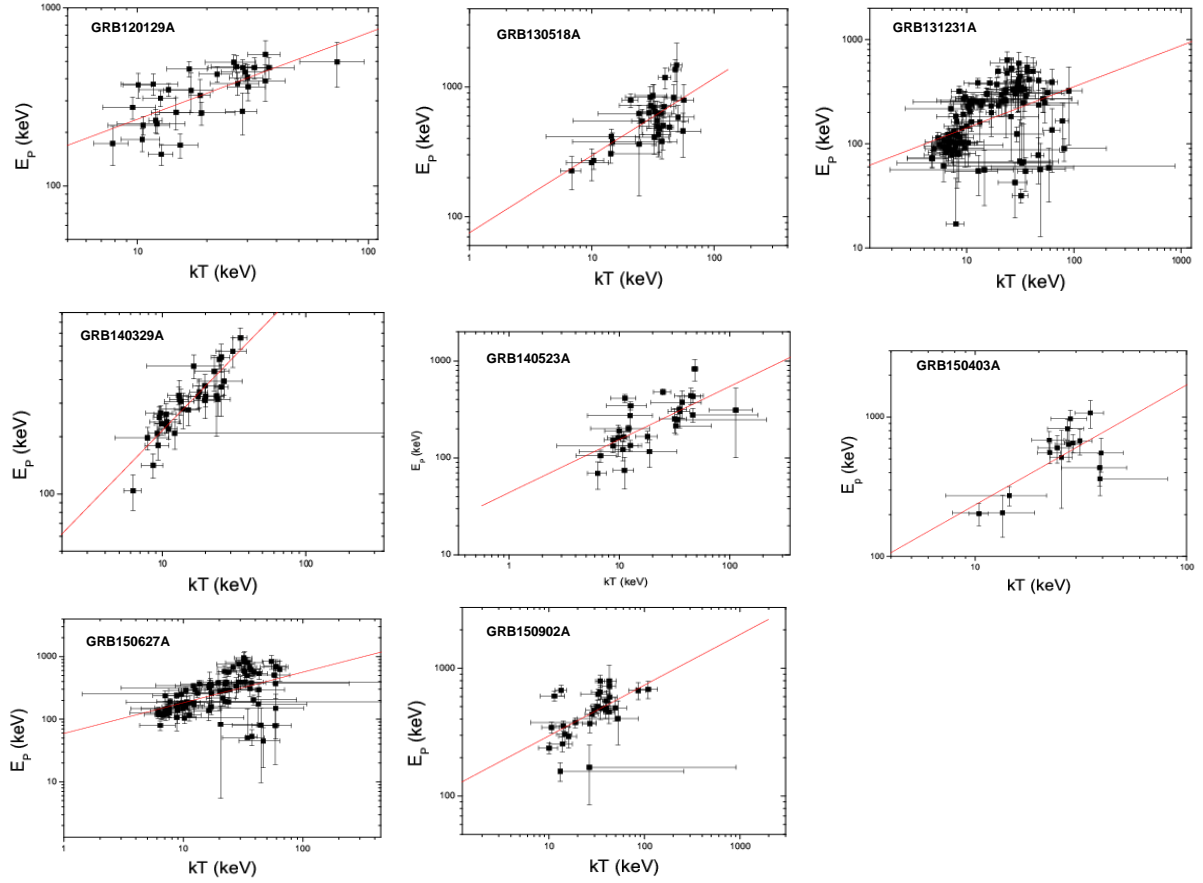 1000
GRB120129A
E_P (keV)
100
10
100
kT (keV)
GRB130518A
1000
E_P (keV)
100
1
10
100
kT (keV)
1000
GRB131231A
E_P (keV)
100
10
10
100
1000
kT (keV)
GRB140329A
E_P (keV)
100
10
100
kT (keV)
1000
GRB140523A
E_P (keV)
100
10
1
10
100
kT (keV)
GRB150403A
1000
E_P (keV)
100
10
100
kT (keV)
GRB150627A
1000
E_P (keV)
100
10
1
10
100
kT (keV)
GRB150902A
1000
E_P (keV)
100
10
100
1000
kT (keV)